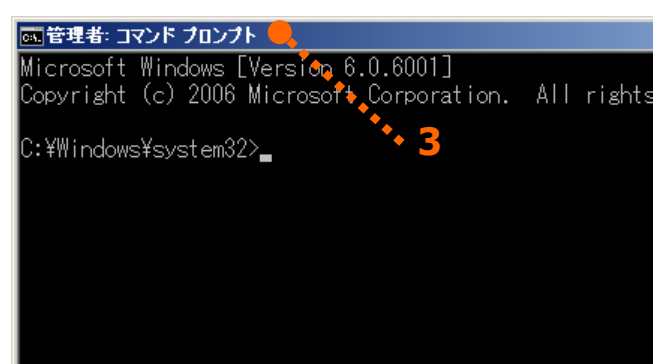 管理者: コマンド プロンプト
Microsoft Windows [Version 6.0.6001]
Copyright (c) 2006 Microsoft Corporation.  All rights
C:¥Windows¥system32>
3